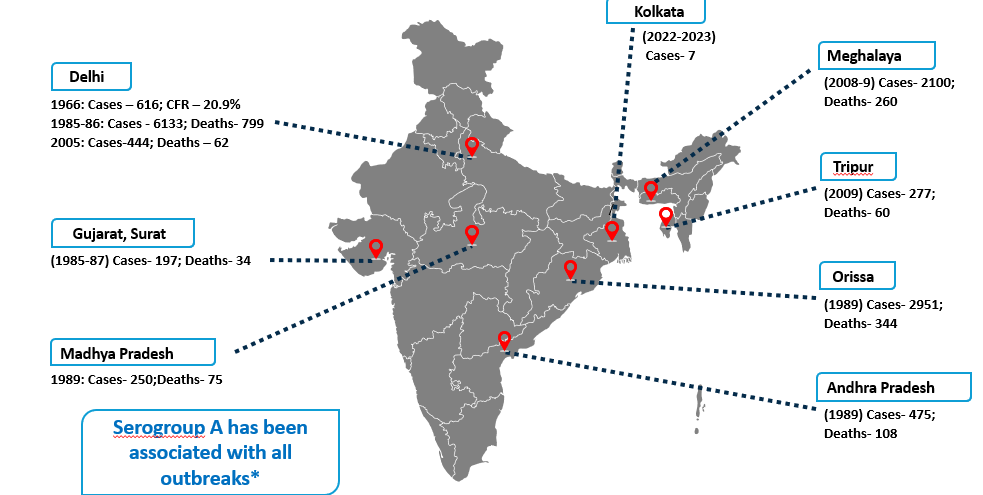 Kolkata
(2022-2023)
Cases- 7
Delhi
1966: Cases – 616; CFR – 20.9%
1985-86: Cases - 6133; Deaths- 799
2005: Cases-444; Deaths – 62
Meghalaya
(2008-9) Cases- 2100;
Deaths- 260
Tripur
(2009) Cases- 277;
Deaths- 60
Gujarat, Surat
(1985-87) Cases- 197; Deaths- 34
Orissa
(1989) Cases- 2951;
Deaths- 344
Madhya Pradesh
1989: Cases- 250;Deaths- 75
Andhra Pradesh
(1989) Cases- 475;
Deaths- 108
Serogroup A has been
associated with all
outbreaks*